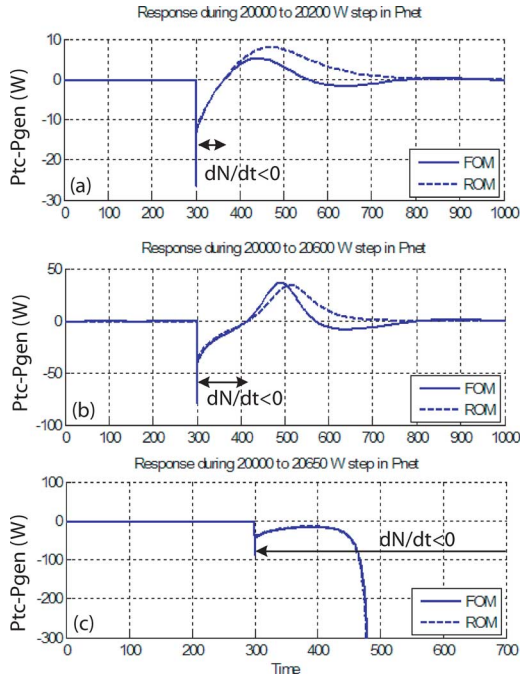 Response during 20000 to 20200 W step in Pnet
10
0
-10
-20
-30
Ptc-Pgen (W)
dN/dt<0
(a)
FOM
ROM
0 100 200 300 400 500 600 700 800 900 1000
Response during 20000 to 20600 W step in Pnet
50
0
-50
-100
Ptc-Pgen (W)
dN/dt<0
(b)
FOM
ROM
0 100 200 300 400 500 600 700 800 900 1000
Response during 20000 to 20650 W step in Pnet
100
0
-100
-200
-300
Ptc-Pgen (W)
dN/dt<0
(c)
FOM
ROM
0 100 200 300 400 500 600 700
Time